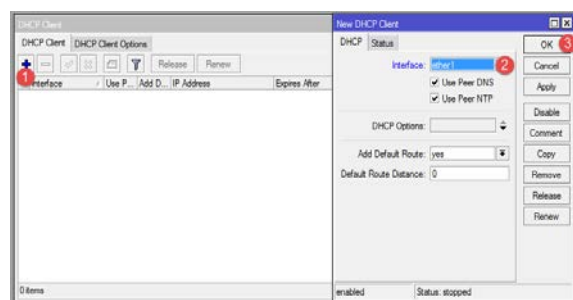 DHCP Client
DHCP Client DHCP Client Options
Release Renew
1
Interface Use P... Add D... IP Address Expires After
0 items
New DHCP Client
DHCP Status
Interface: ether1 2
Use Peer DNS
Use Peer NTP
DHCP Options:
Add Default Route: yes
Default Route Distance: 0
OK 3
Cancel
Apply
Disable
Comment
Copy
Remove
Release
Renew
enabled Status: stopped